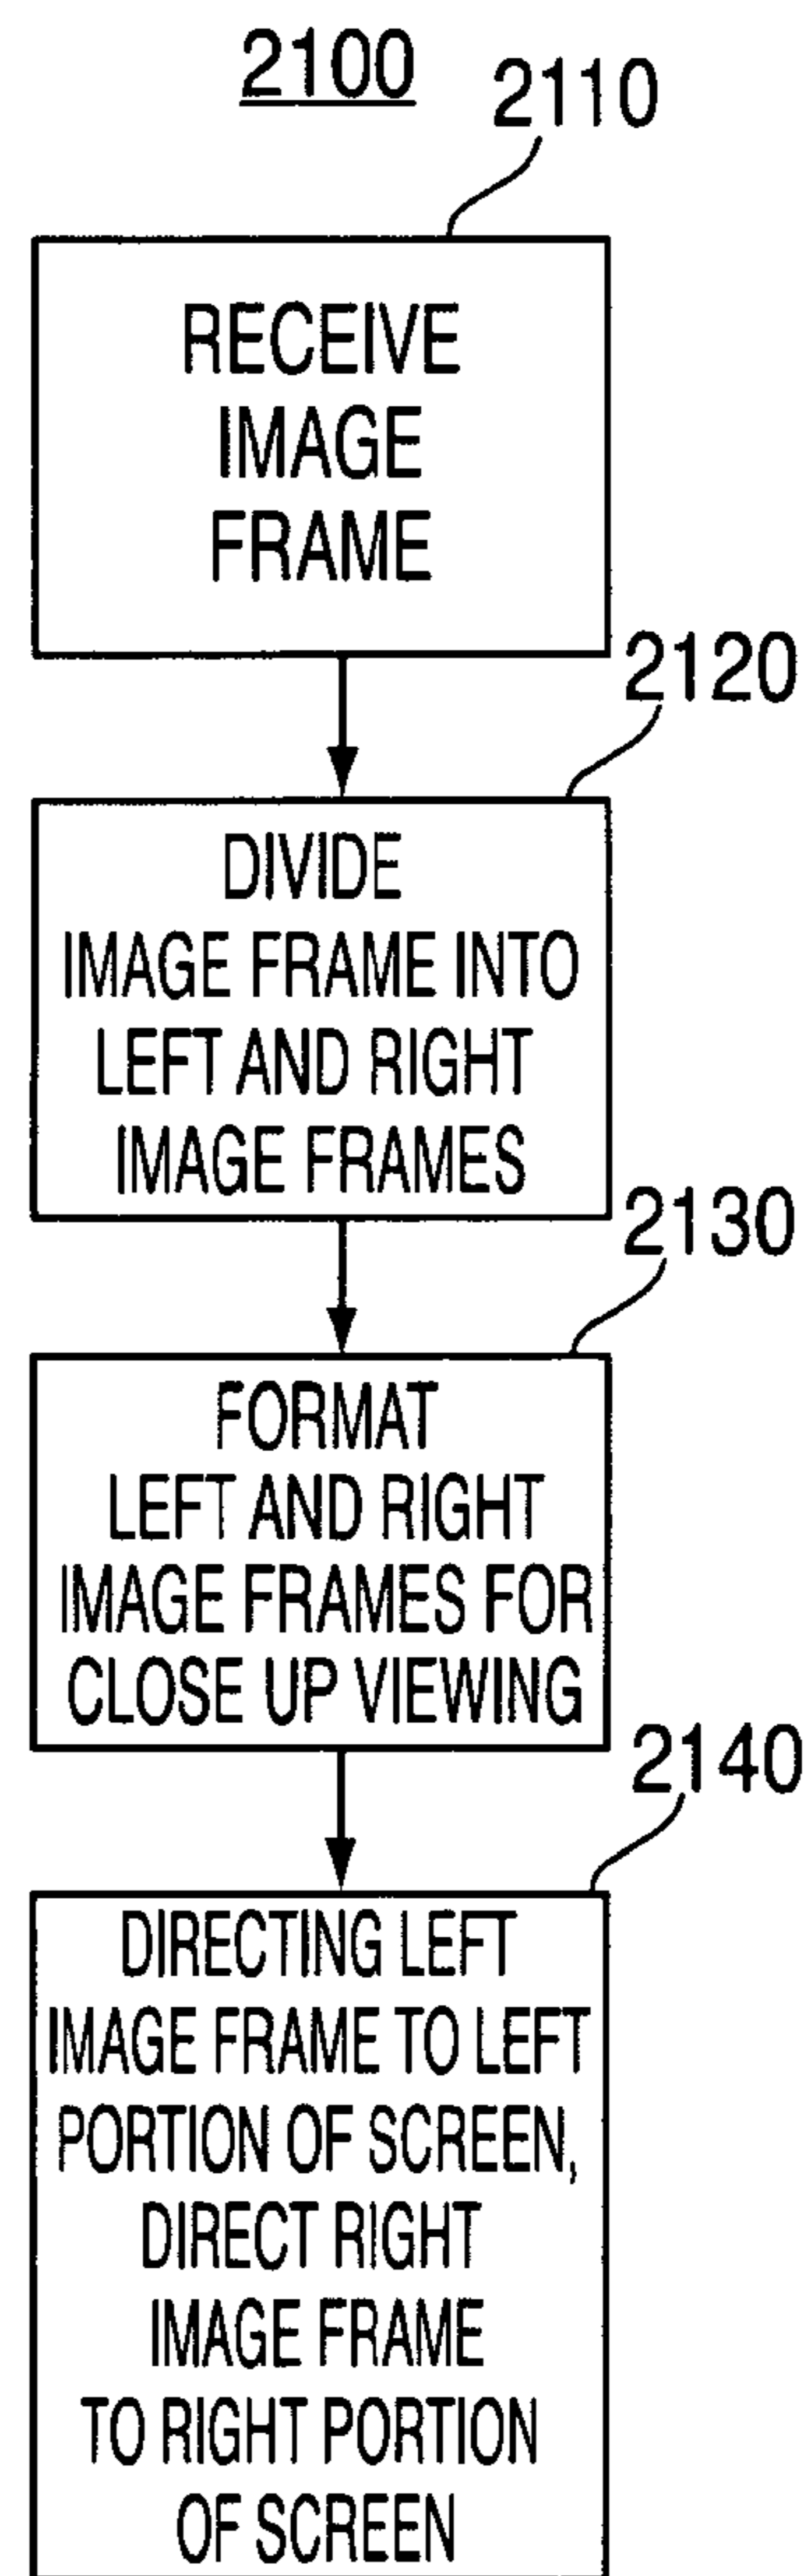 2100
2110
RECEIVE
IMAGE
FRAME
2120
DIVIDE
IMAGE FRAME INTO
LEFT AND RIGHT
IMAGE FRAMES
2130
FORMAT
LEFT AND RIGHT
IMAGE FRAMES FOR
CLOSE UP VIEWING
2140
DIRECTING LEFT
IMAGE FRAME TO LEFT
PORTION OF SCREEN,
DIRECT RIGHT
IMAGE FRAME
TO RIGHT PORTION
OF SCREEN